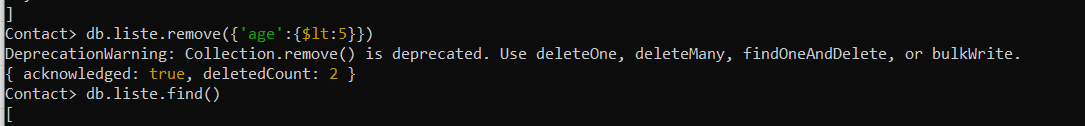 ]
Contact> db.liste.remove({'age':{$lt:5}})
DeprecationWarning: Collection.remove() is deprecated. Use deleteOne, deleteMany, findOneAndDelete, or bulkWrite.
{ acknowledged: true, deletedCount: 2 }
Contact> db.liste.find()
[